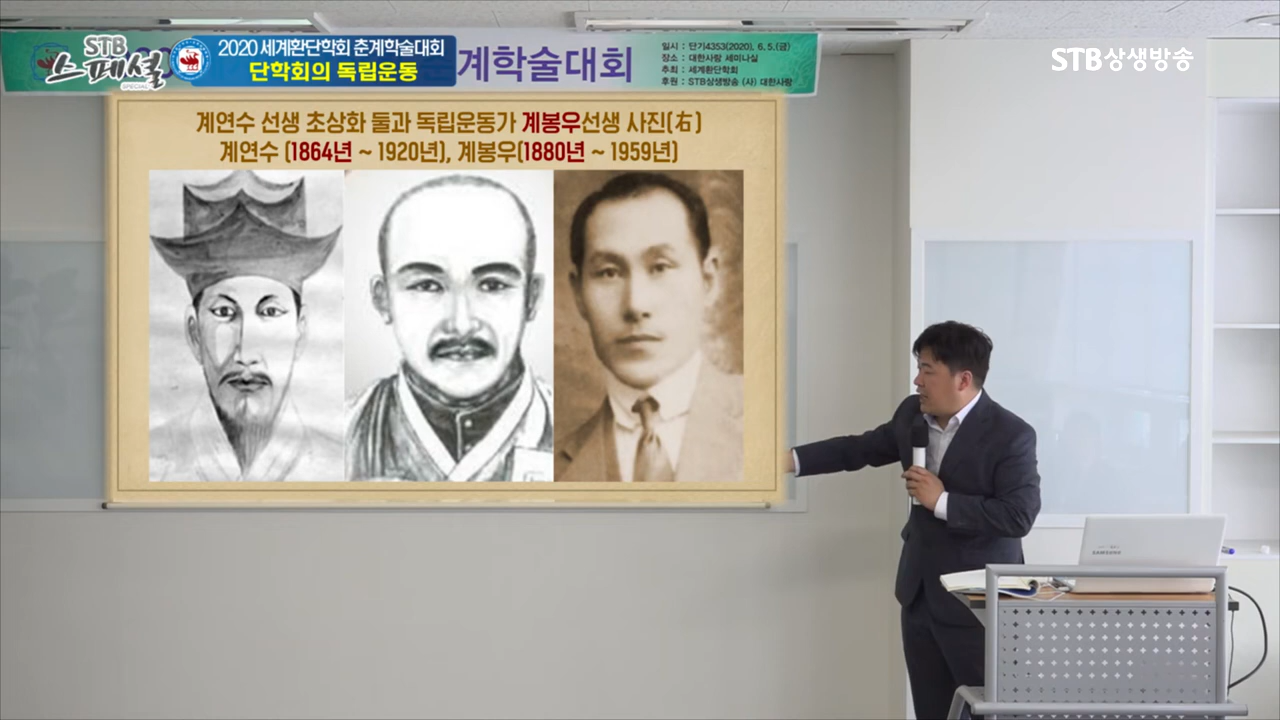 STB
스페셜
SPECIAL
2020 세계환단학회 춘계학술대회
단학회의 독립운동
계학술대회
일시 : 단기4353(2020), 6. 5.(금)
장소 : 대한사랑 세미나실
주최 : 세계환단학회
후원 : STB상생방송 (사) 대한사랑
STB상생방송
계연수 선생 초상화 둘과 독립운동가 계봉우선생 사진(右)
계연수 (1864년 ~ 1920년), 계봉우(1880년 ~ 1959년)